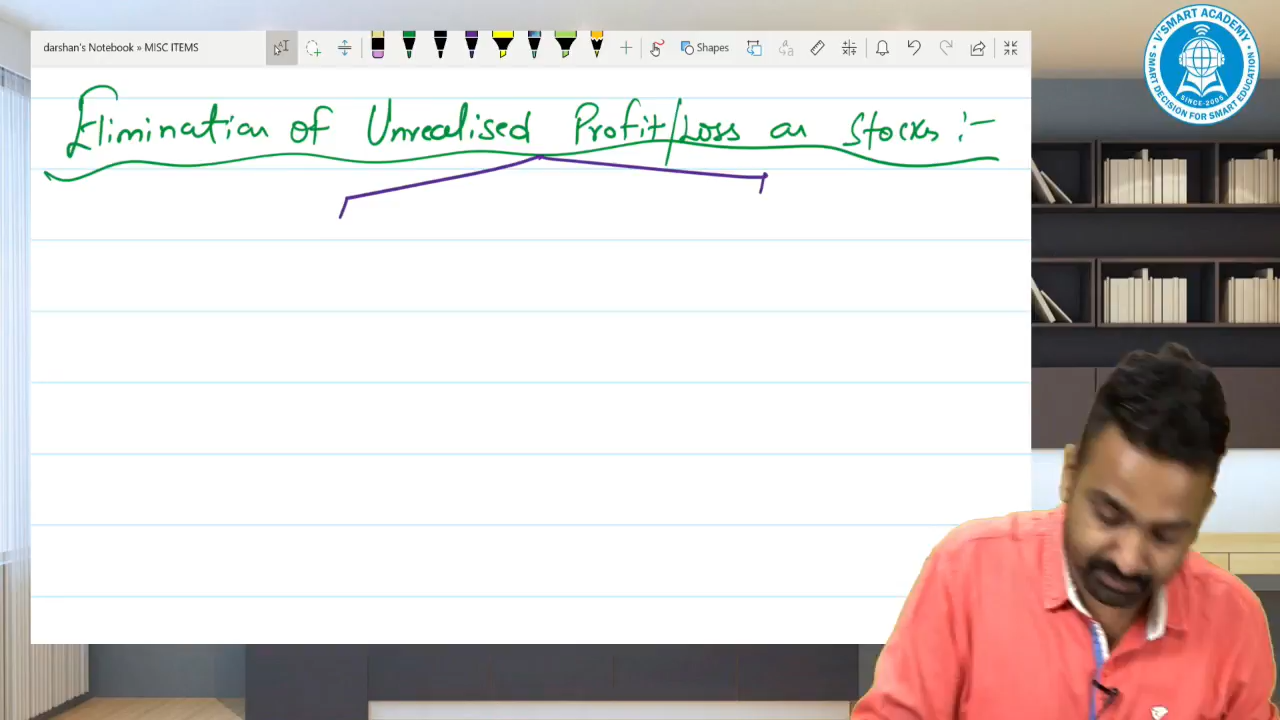 darshan's Notebook » MISC ITEMS
Shapes
Elimination of Unrealised Profit/Loss on Stocks :-
V'SMART ACADEMY
SINCE-2005
SMART DECISION FOR SMART EDUCATION